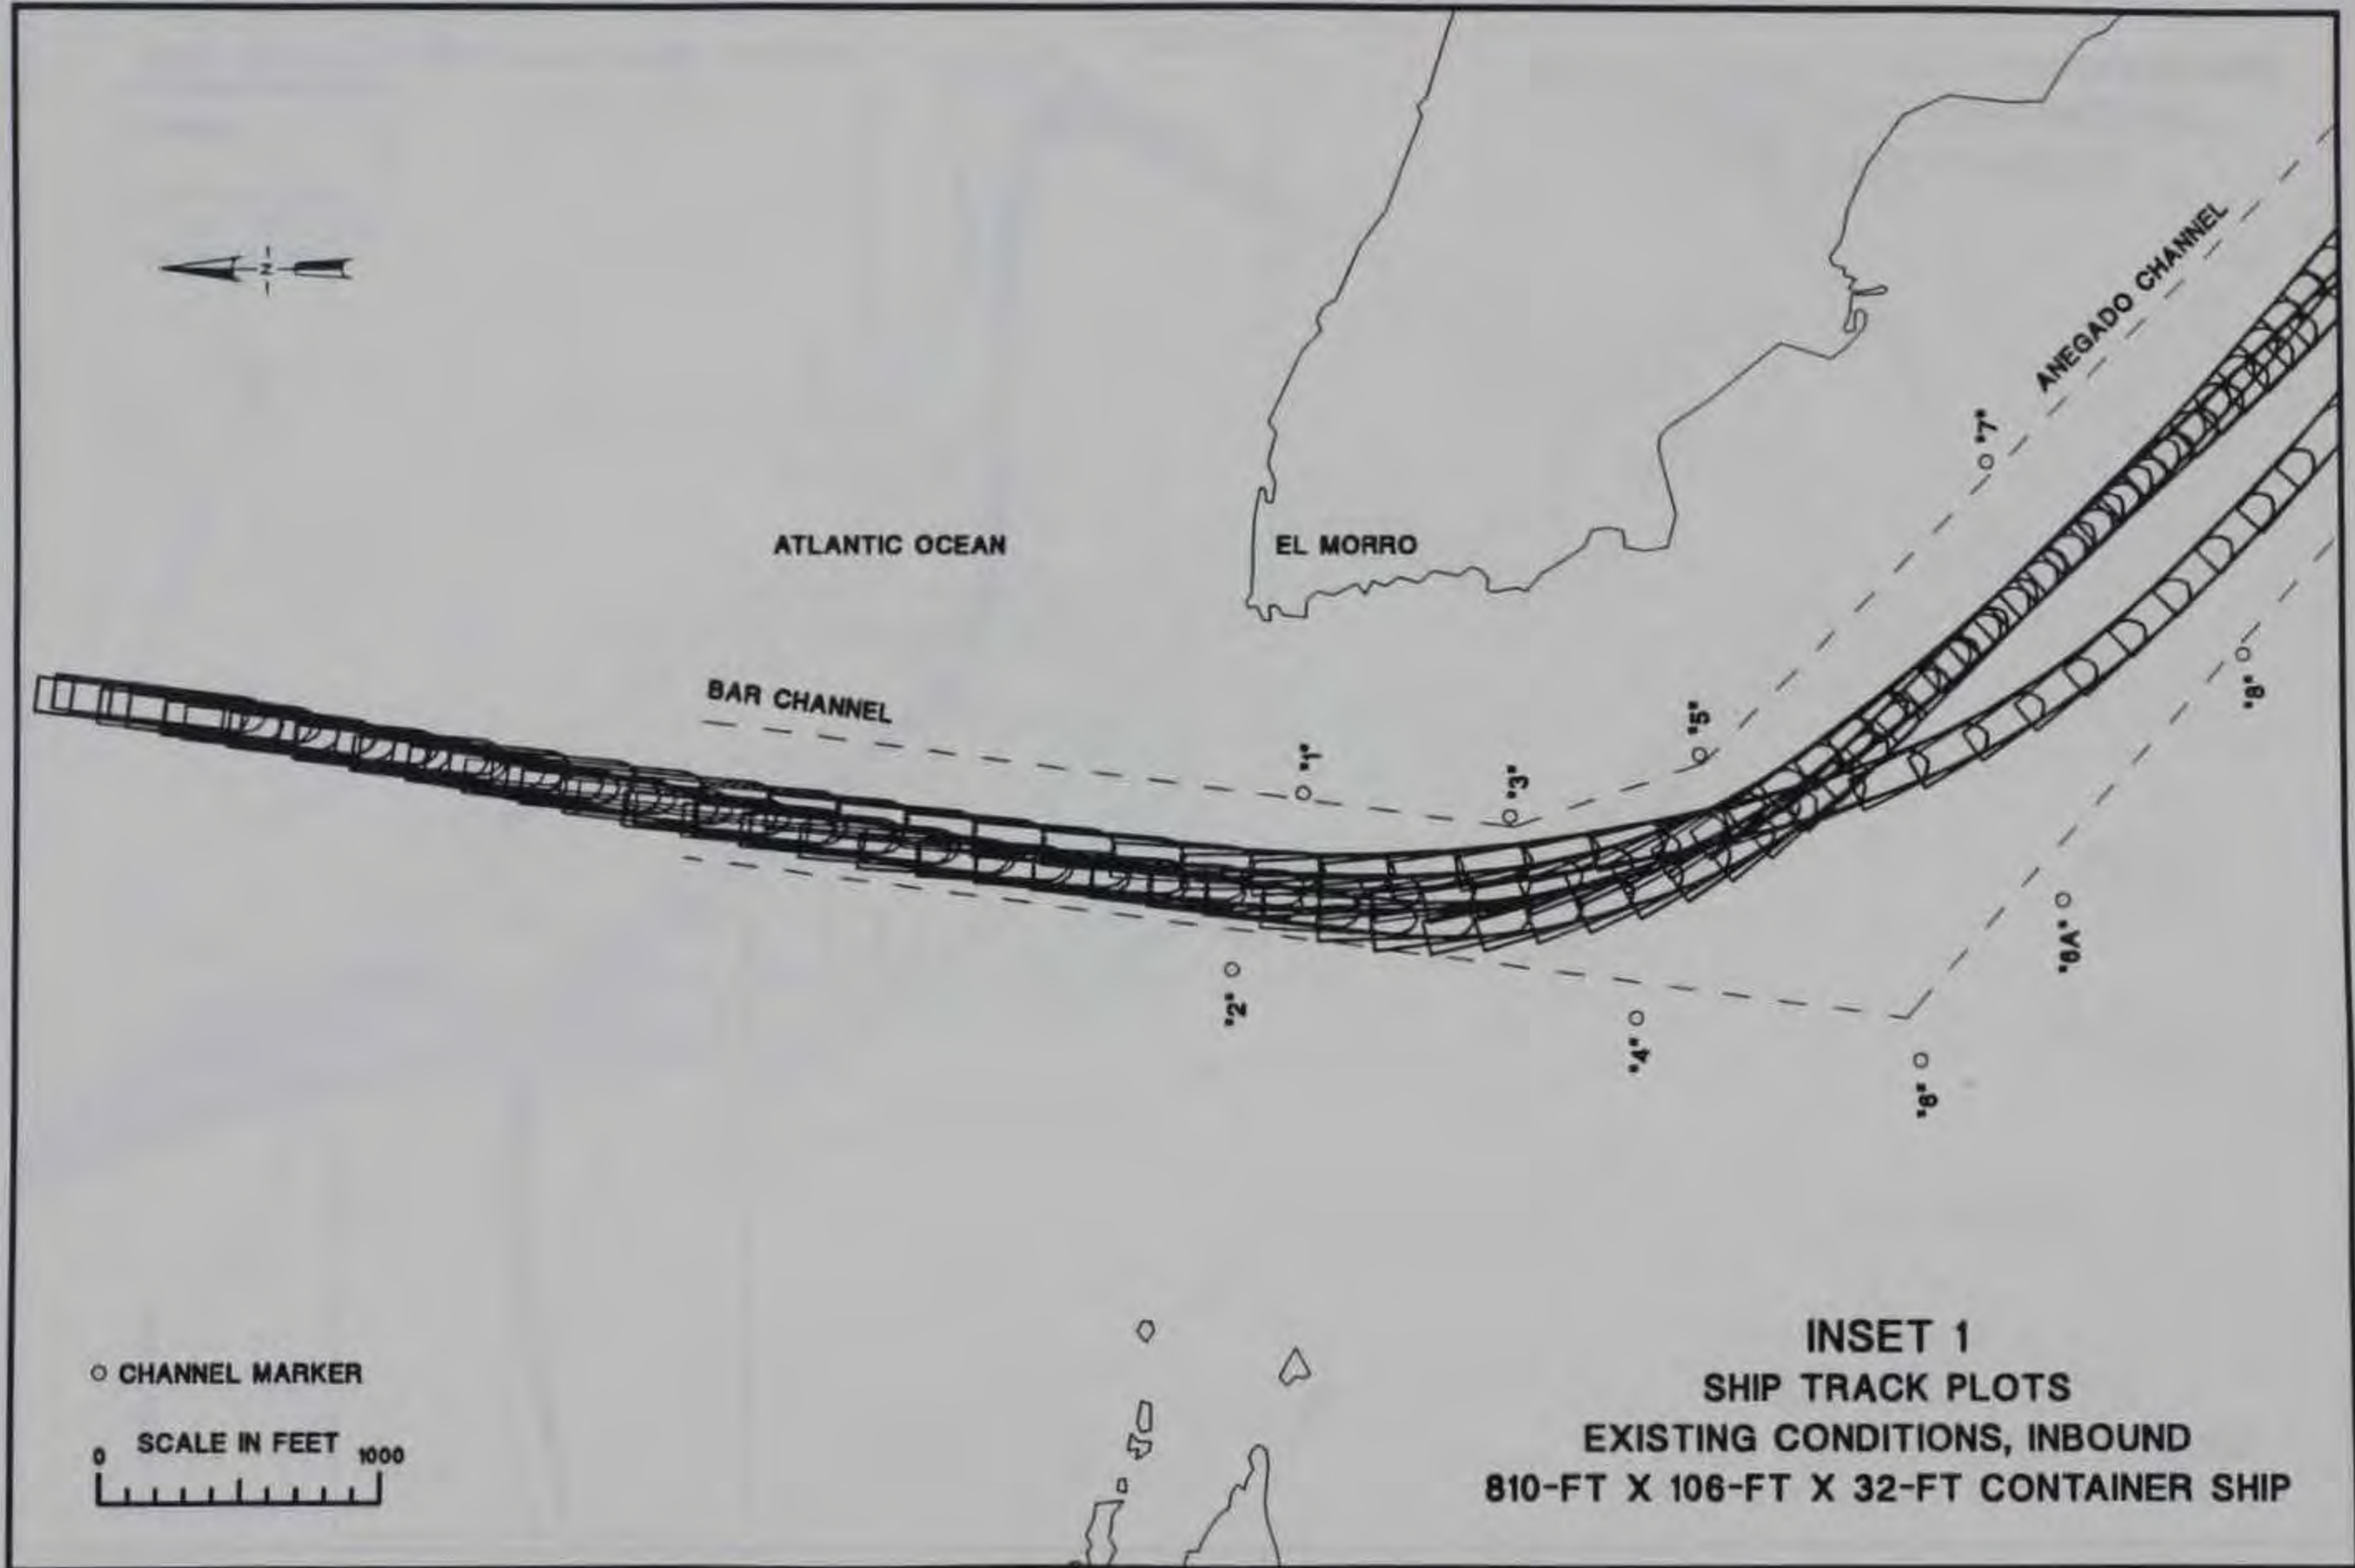 ANEGADO CHANNEL
"7"
ATLANTIC OCEAN
EL MORRO
BAR CHANNEL
"5"
"1"
"3"
"8"
"2"
"6A"
"4"
"6"
N
INSET 1
SHIP TRACK PLOTS
EXISTING CONDITIONS, INBOUND
810-FT X 106-FT X 32-FT CONTAINER SHIP
CHANNEL MARKER
SCALE IN FEET
0 1000